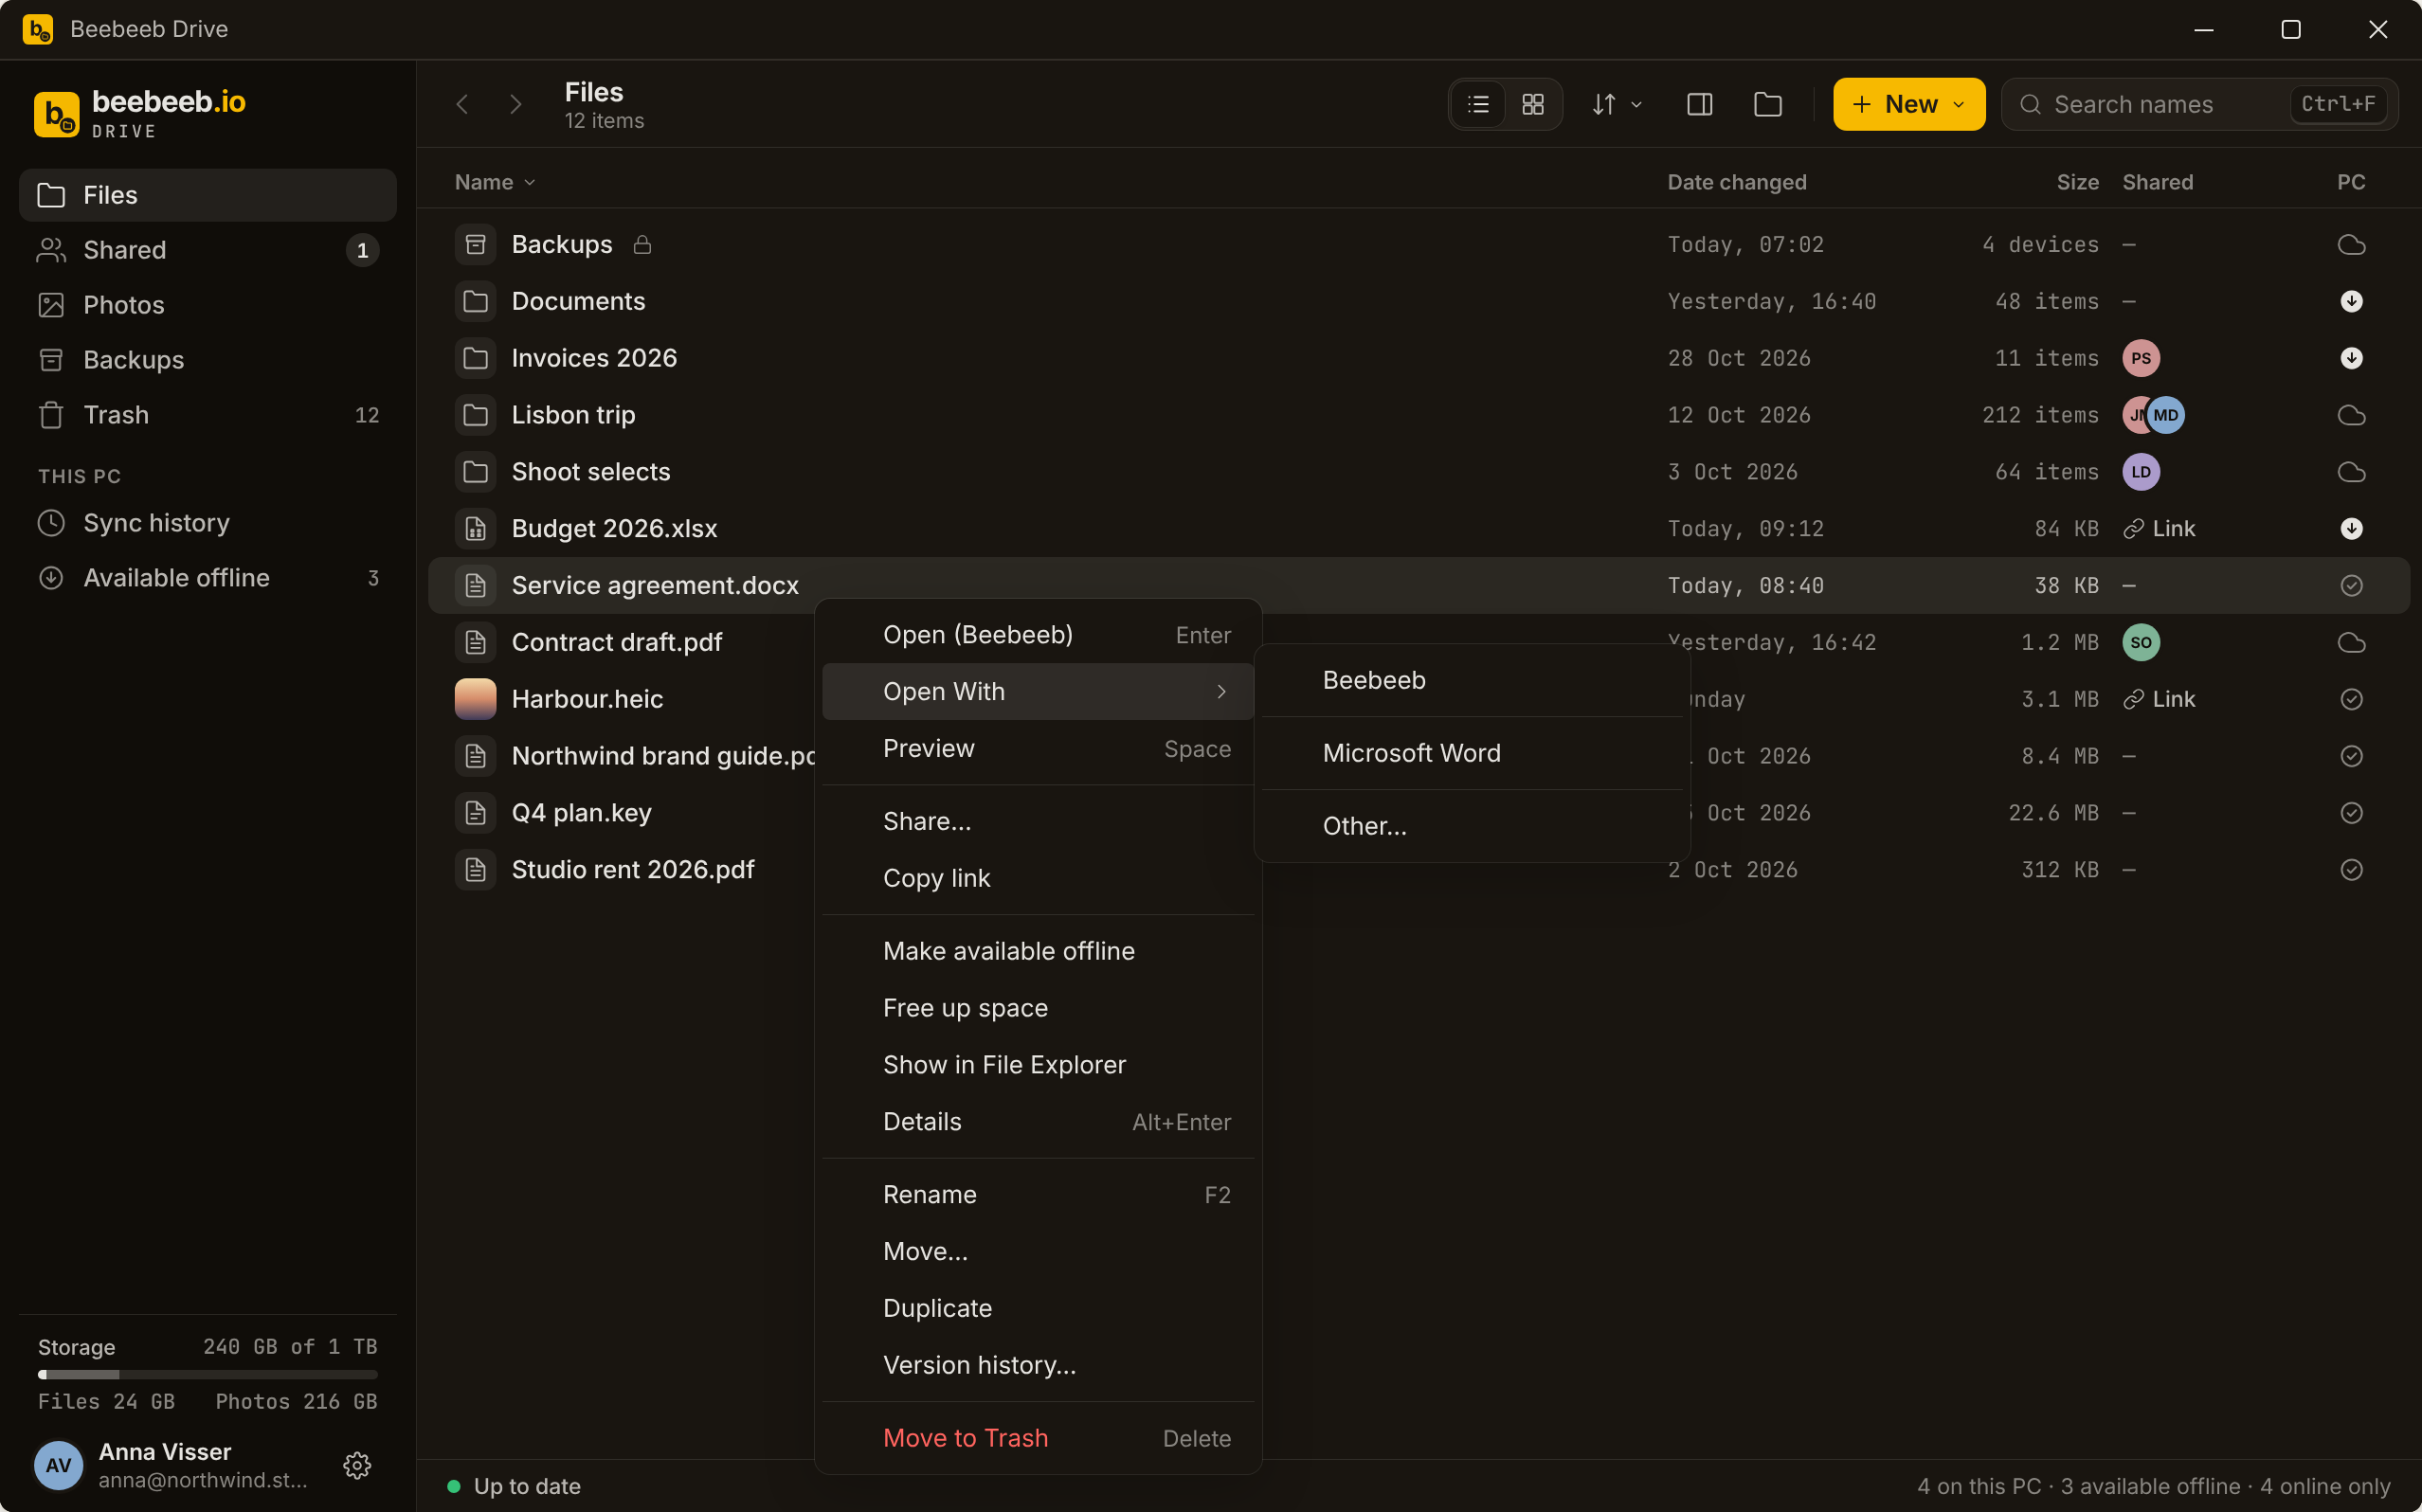 Beebeeb Drive
beebeeb.io
DRIVE
Files
Shared 1
Photos
Backups
Trash 12
THIS PC
Sync history
Available offline 3
Storage 240 GB of 1 TB
Files 24 GB Photos 216 GB
AV
Anna Visser
anna@northwind.st...
Files
12 items
New
Search names Ctrl+F
Name Date changed Size Shared PC
Backups Today, 07:02 4 devices —
Documents Yesterday, 16:40 48 items —
Invoices 2026 28 Oct 2026 11 items PS
Lisbon trip 12 Oct 2026 212 items MD
Shoot selects 3 Oct 2026 64 items LD
Budget 2026.xlsx Today, 09:12 84 KB Link
Service agreement.docx Today, 08:40 38 KB —
Contract draft.pdf Yesterday, 16:42 1.2 MB SO
Harbour.heic 3.1 MB Link
Northwind brand guide Oct 2026 8.4 MB —
Q4 plan.key Oct 2026 22.6 MB —
Studio rent 2026.pdf 2 Oct 2026 312 KB —
Open (Beebeeb) Enter
Open With
Preview Space
Share...
Copy link
Make available offline
Free up space
Show in File Explorer
Details Alt+Enter
Rename F2
Move...
Duplicate
Version history...
Move to Trash Delete
Beebeeb
Microsoft Word
Other...
Up to date
4 on this PC · 3 available offline · 4 online only